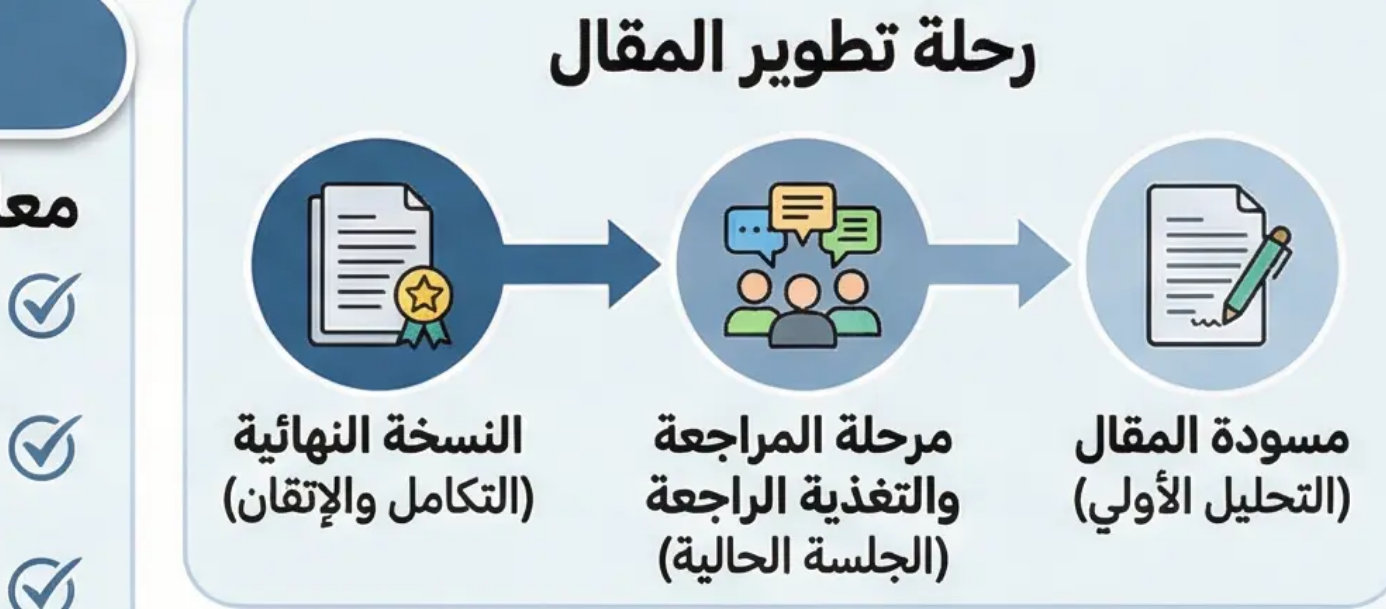 رحلة تطوير المقال
مسودة المقال
(التحليل الأولي)
مرحلة المراجعة
والتغذية الراجعة
(الجلسة الحالية)
النسخة النهائية
(التكامل والإتقان)